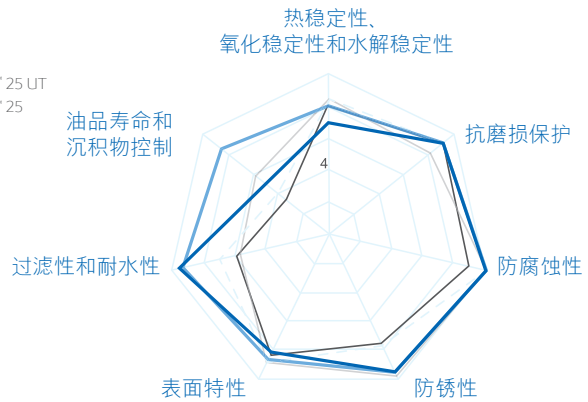 热稳定性、
氧化稳定性和水解稳定性
25 UT
25
油品寿命和
沉积物控制
抗磨损保护
4
过滤性和耐水性
防腐蚀性
表面特性
防锈性